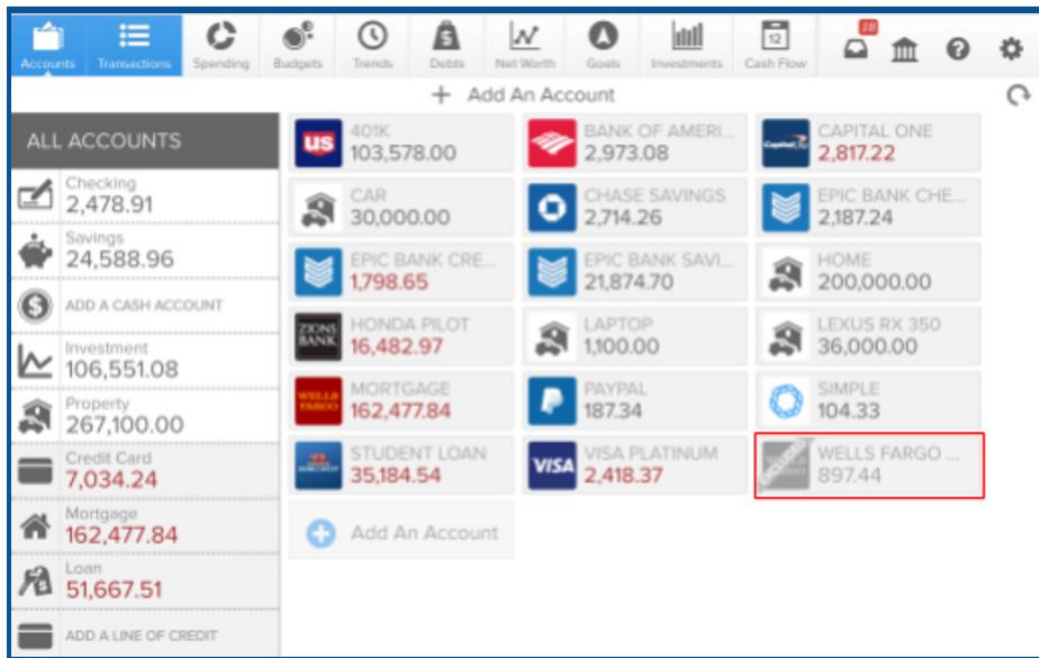 Accounts Transactions Spending Budgets Trends Debts Net Worth Goals Investments 12 Cash Flow 28
+ Add An Account
ALL ACCOUNTS
Checking
2,478.91
Savings
24,588.96
ADD A CASH ACCOUNT
Investment
106,551.08
Property
267,100.00
Credit Card
7,034.24
Mortgage
162,477.84
Loan
51,667.51
ADD A LINE OF CREDIT
us 401K
103,578.00
BANK OF AMERI...
2,973.08
Capital One CAPITAL ONE
2,817.22
CAR
30,000.00
CHASE SAVINGS
2,714.26
EPIC BANK CHE...
2,187.24
EPIC BANK CRE...
1,798.65
EPIC BANK SAVI...
21,874.70
HOME
200,000.00
ZIONS BANK HONDA PILOT
16,482.97
LAPTOP
1,100.00
LEXUS RX 350
36,000.00
WELLS FARGO MORTGAGE
162,477.84
PAYPAL
187.34
SIMPLE
104.33
STUDENT LOAN
35,184.54
VISA VISA PLATINUM
2,418.37
WELLS FARGO ...
897.44
Add An Account